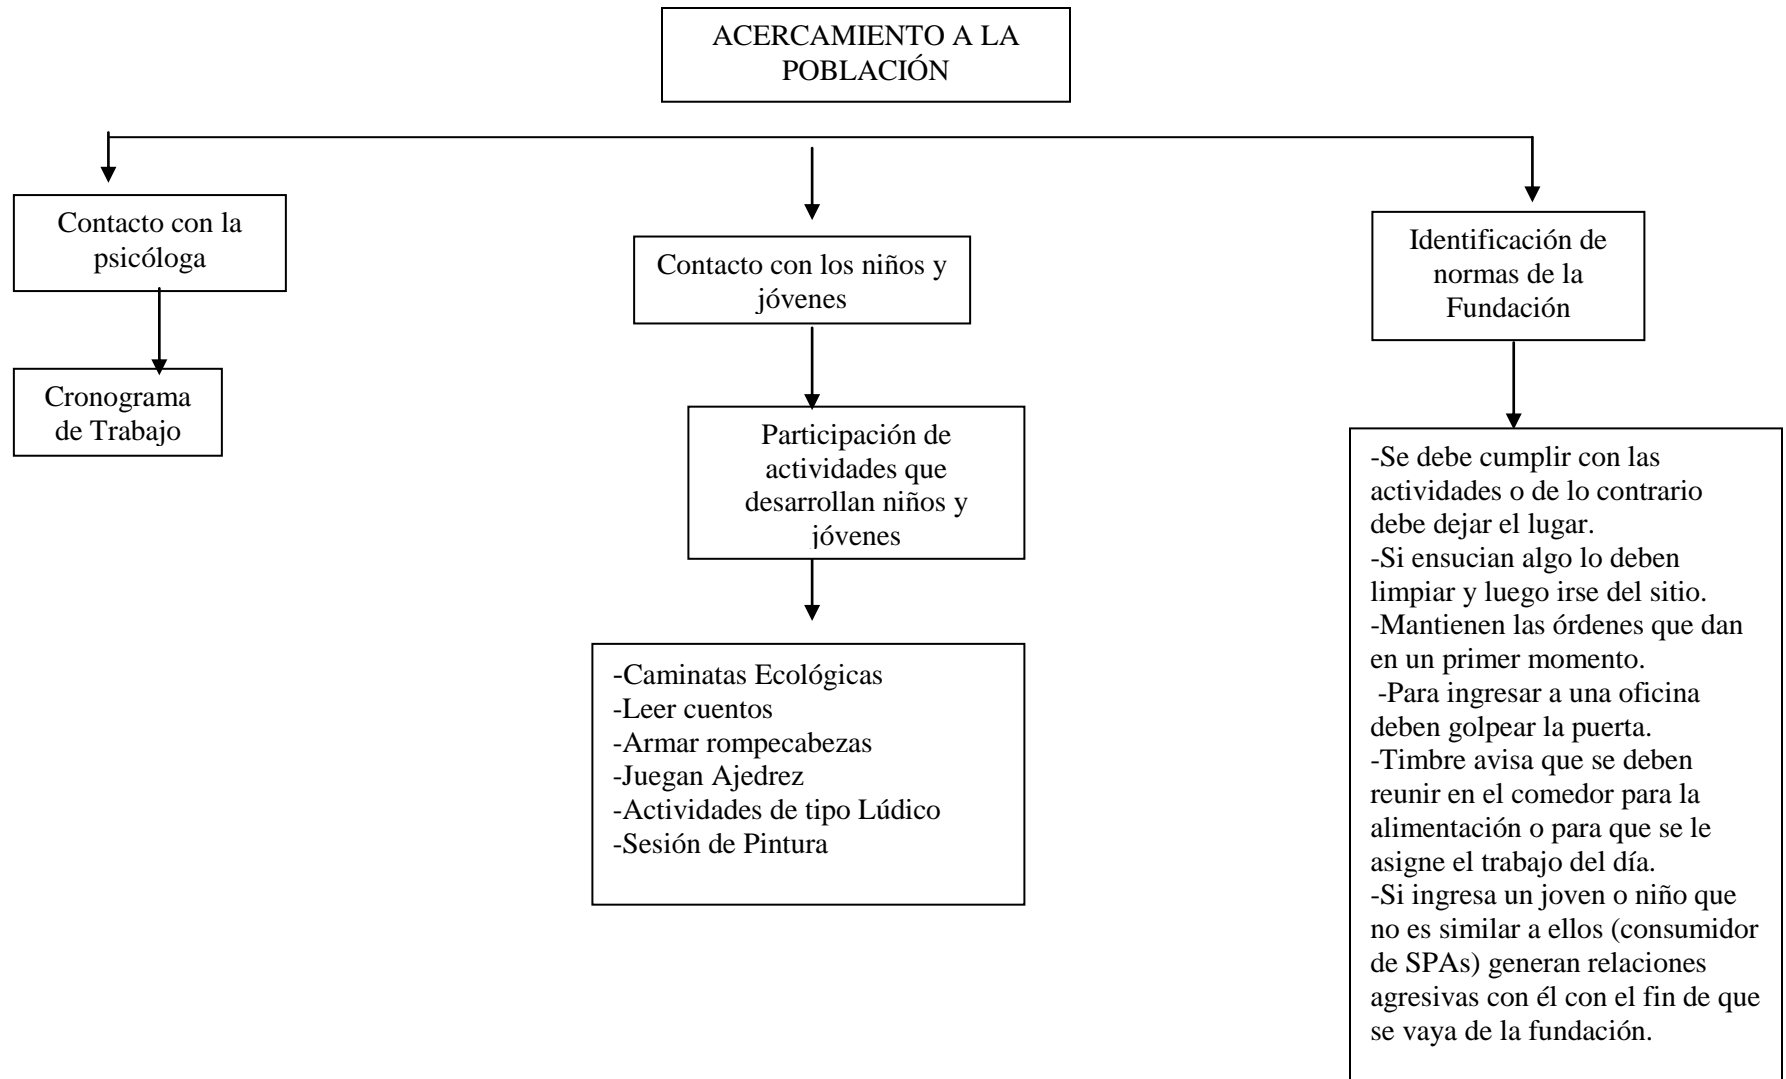 ACERCAMIENTO A LA
POBLACIÓN
Contacto con la
psicóloga
Cronograma
de Trabajo
Contacto con los niños y
jóvenes
Participación de
actividades que
desarrollan niños y
jóvenes
-Caminatas Ecológicas
-Leer cuentos
-Armar rompecabezas
-Juegan Ajedrez
-Actividades de tipo Lúdico
-Sesión de Pintura
Identificación de
normas de la
Fundación
-Se debe cumplir con las
actividades o de lo contrario
debe dejar el lugar.
-Si ensucian algo lo deben
limpiar y luego irse del sitio.
-Mantienen las órdenes que dan
en un primer momento.
-Para ingresar a una oficina
deben golpear la puerta.
-Timbre avisa que se deben
reunir en el comedor para la
alimentación o para que se le
asigne el trabajo del día.
-Si ingresa un joven o niño que
no es similar a ellos (consumidor
de SPAs) generan relaciones
agresivas con él con el fin de que
se vaya de la fundación.